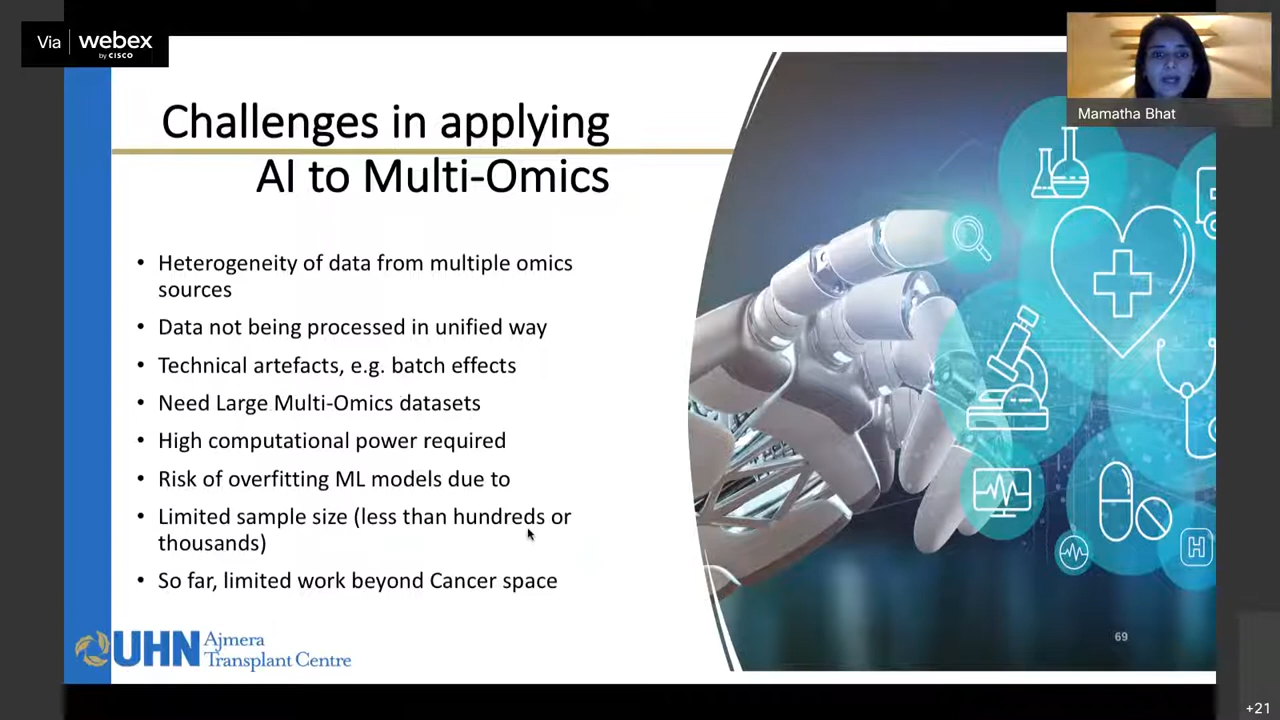 Via webex
by CISCO
Mamatha Bhat
Challenges in applying
AI to Multi-Omics
• Heterogeneity of data from multiple omics
sources
• Data not being processed in unified way
• Technical artefacts, e.g. batch effects
• Need Large Multi-Omics datasets
• High computational power required
• Risk of overfitting ML models due to
• Limited sample size (less than hundreds or
thousands)
• So far, limited work beyond Cancer space
H
69
UHN Ajmera
Transplant Centre
+21